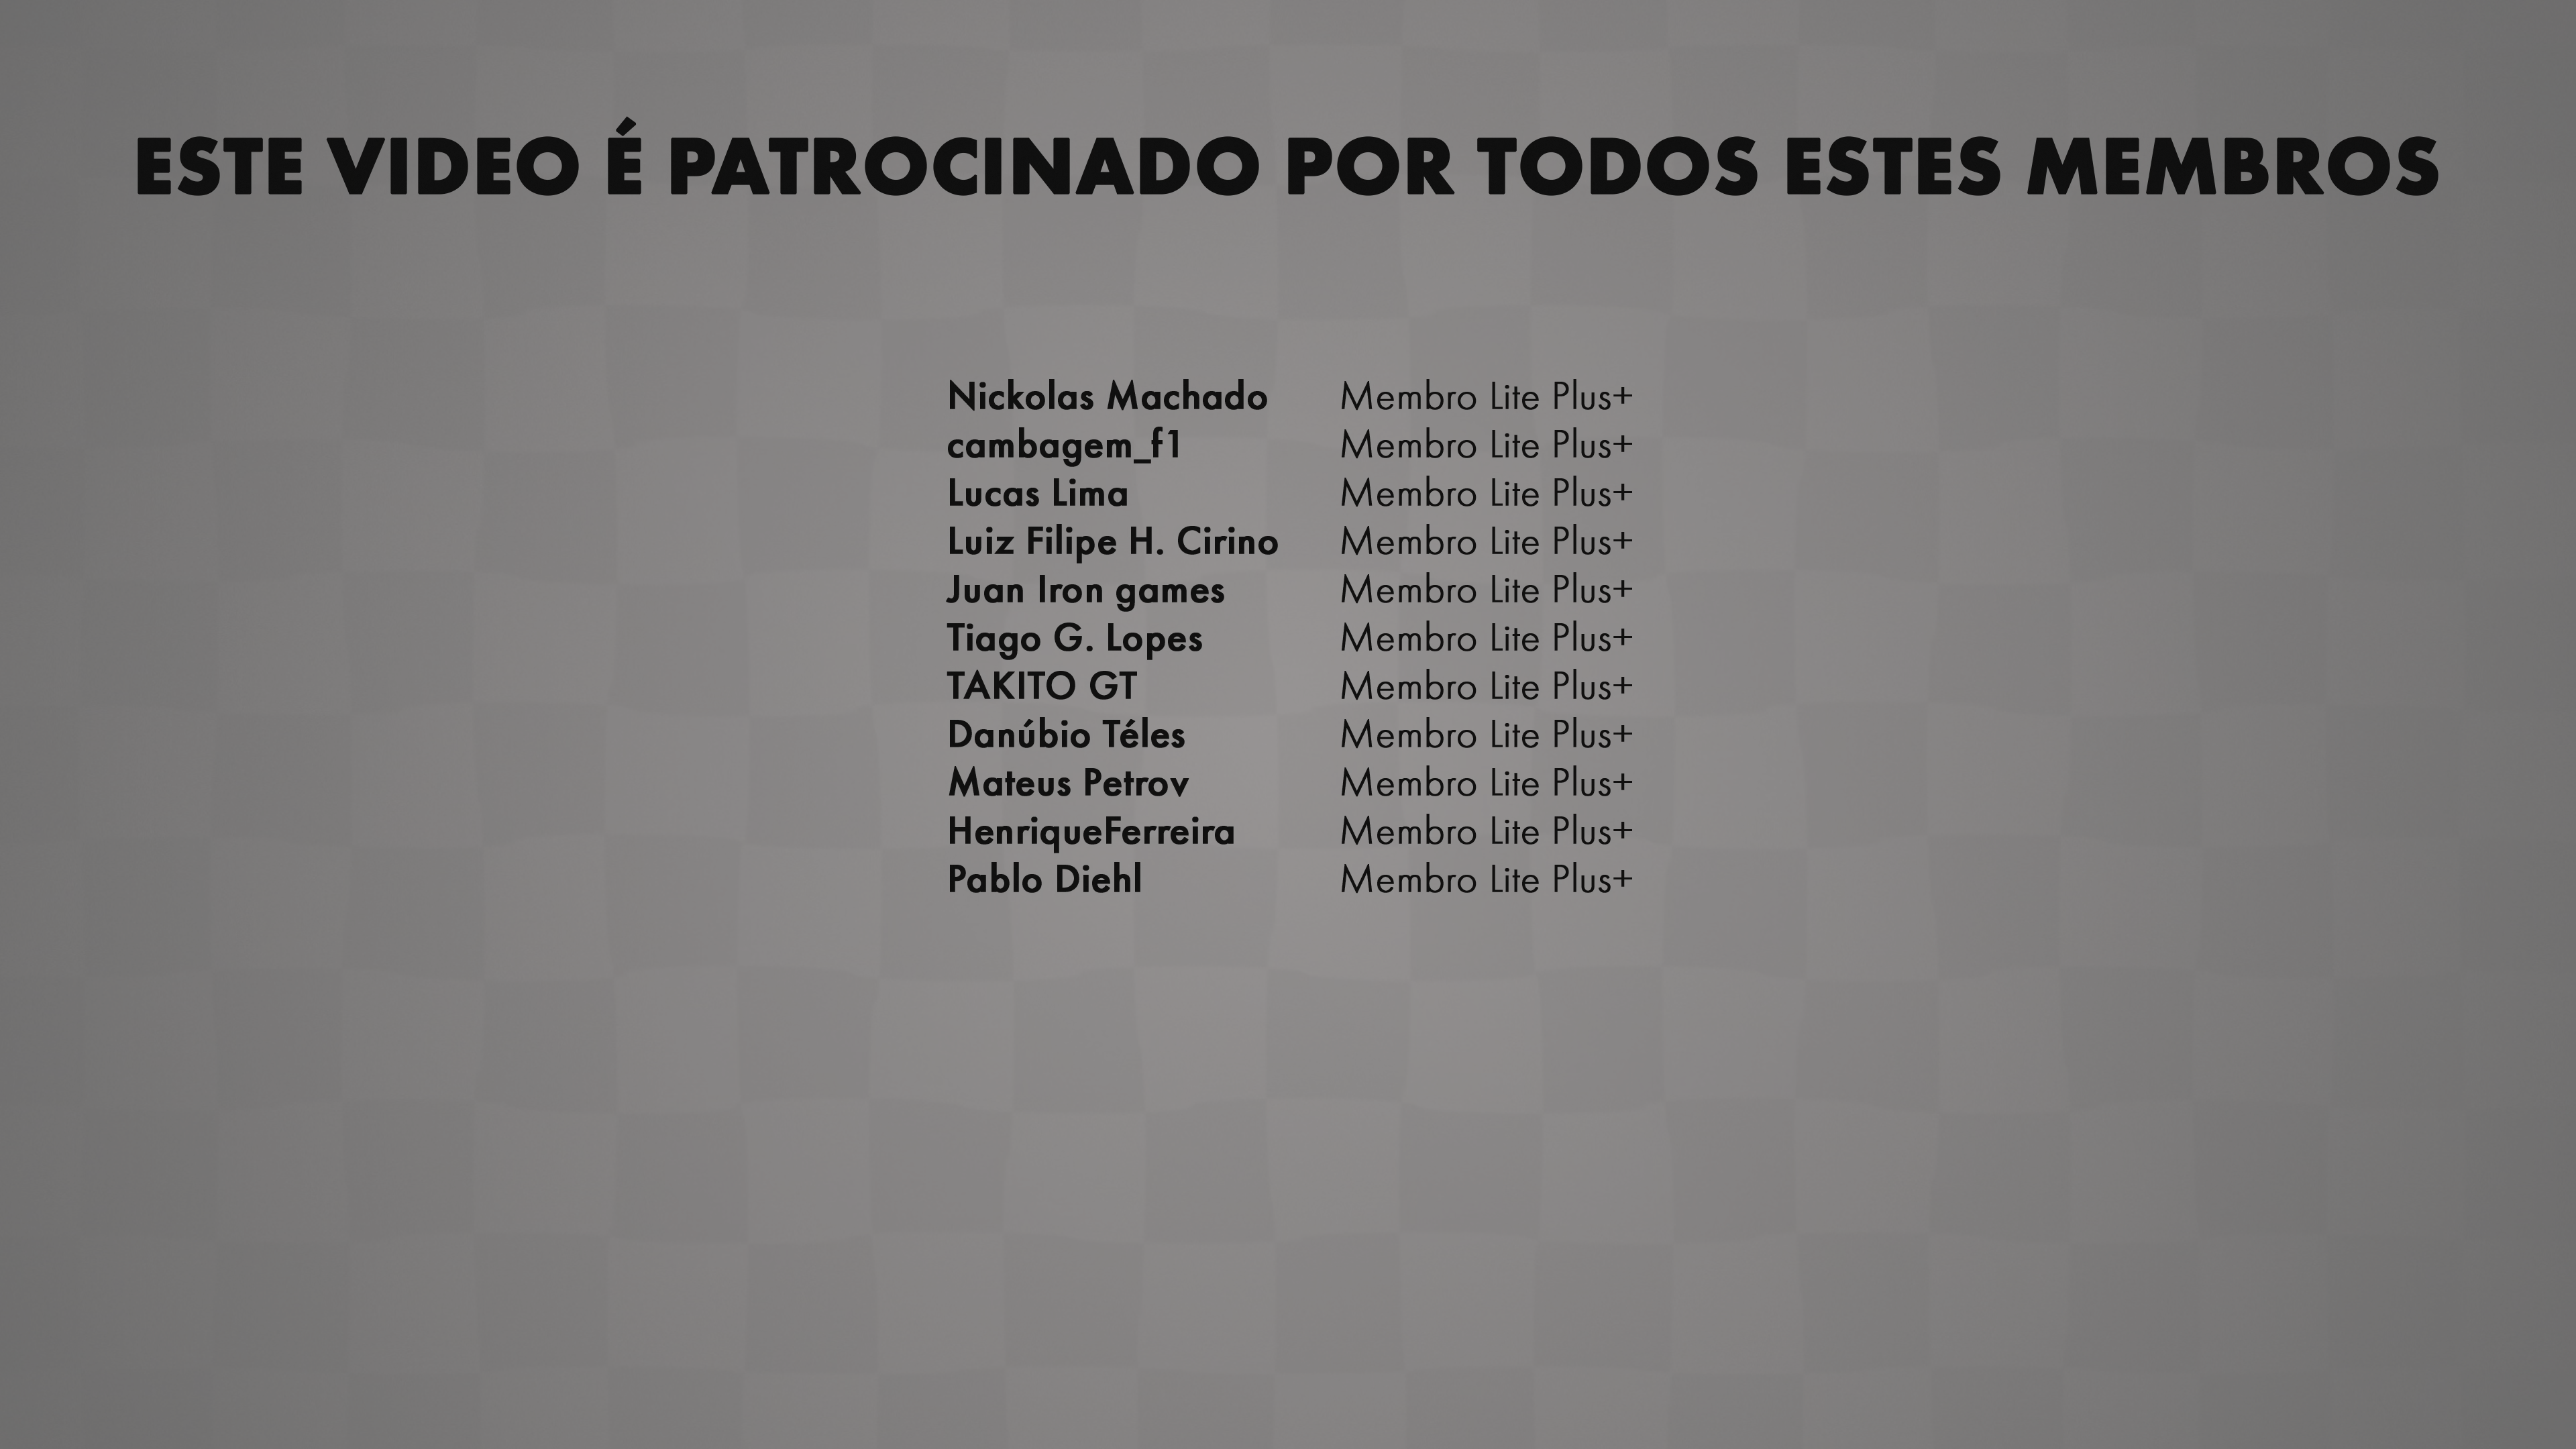 ESTE VIDEO É PATROCINADO POR TODOS ESTES MEMBROS
Nickolas Machado Membro Lite Plus+
cambagem_f1 Membro Lite Plus+
Lucas Lima Membro Lite Plus+
Luiz Filipe H. Cirino Membro Lite Plus+
Juan Iron games Membro Lite Plus+
Tiago G. Lopes Membro Lite Plus+
TAKITO GT Membro Lite Plus+
Danúbio Téles Membro Lite Plus+
Mateus Petrov Membro Lite Plus+
HenriqueFerreira Membro Lite Plus+
Pablo Diehl Membro Lite Plus+